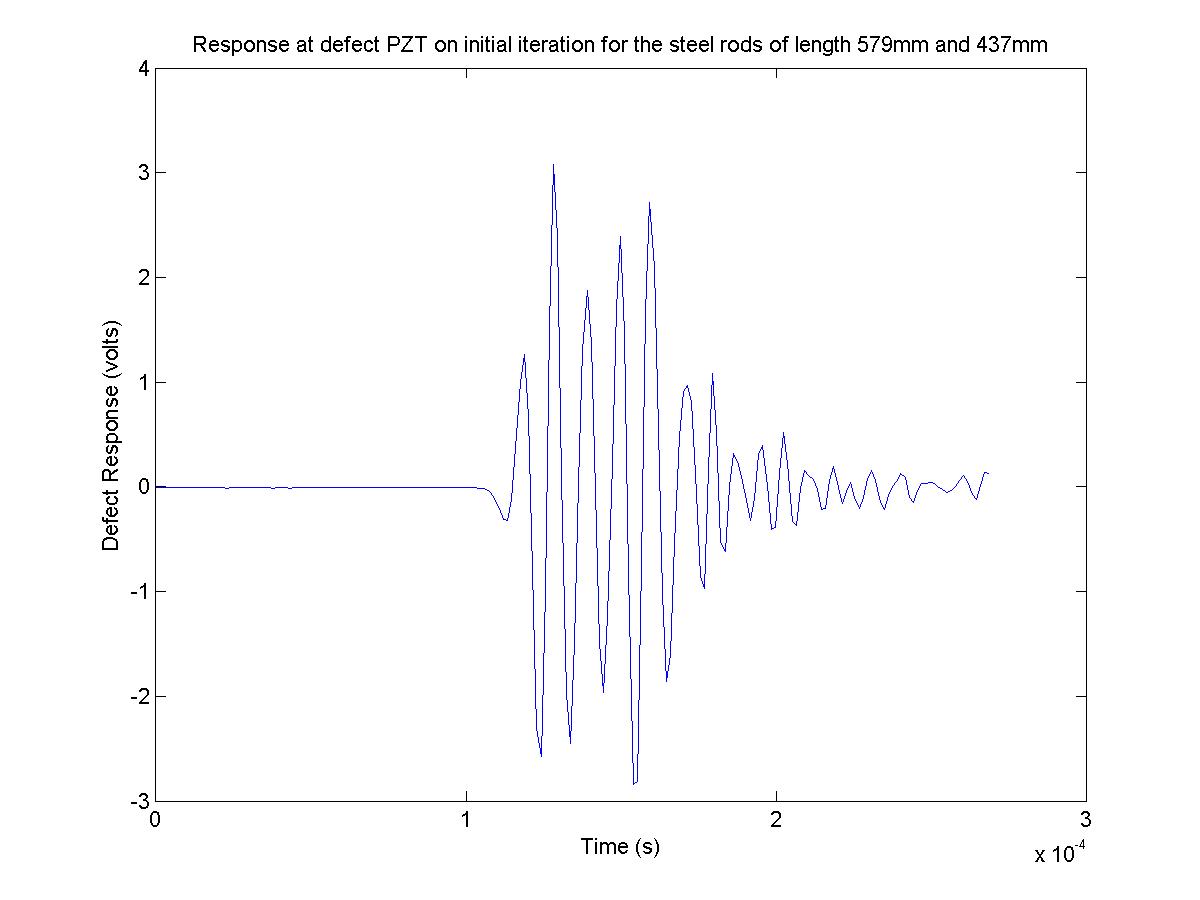 Response at defect PZT on initial iteration for the steel rods of length 579mm and 437mm
4
3
2
1
0
-1
-2
-3
Defect Response (volts)
0 1 2 3
Time (s)
x 10-4